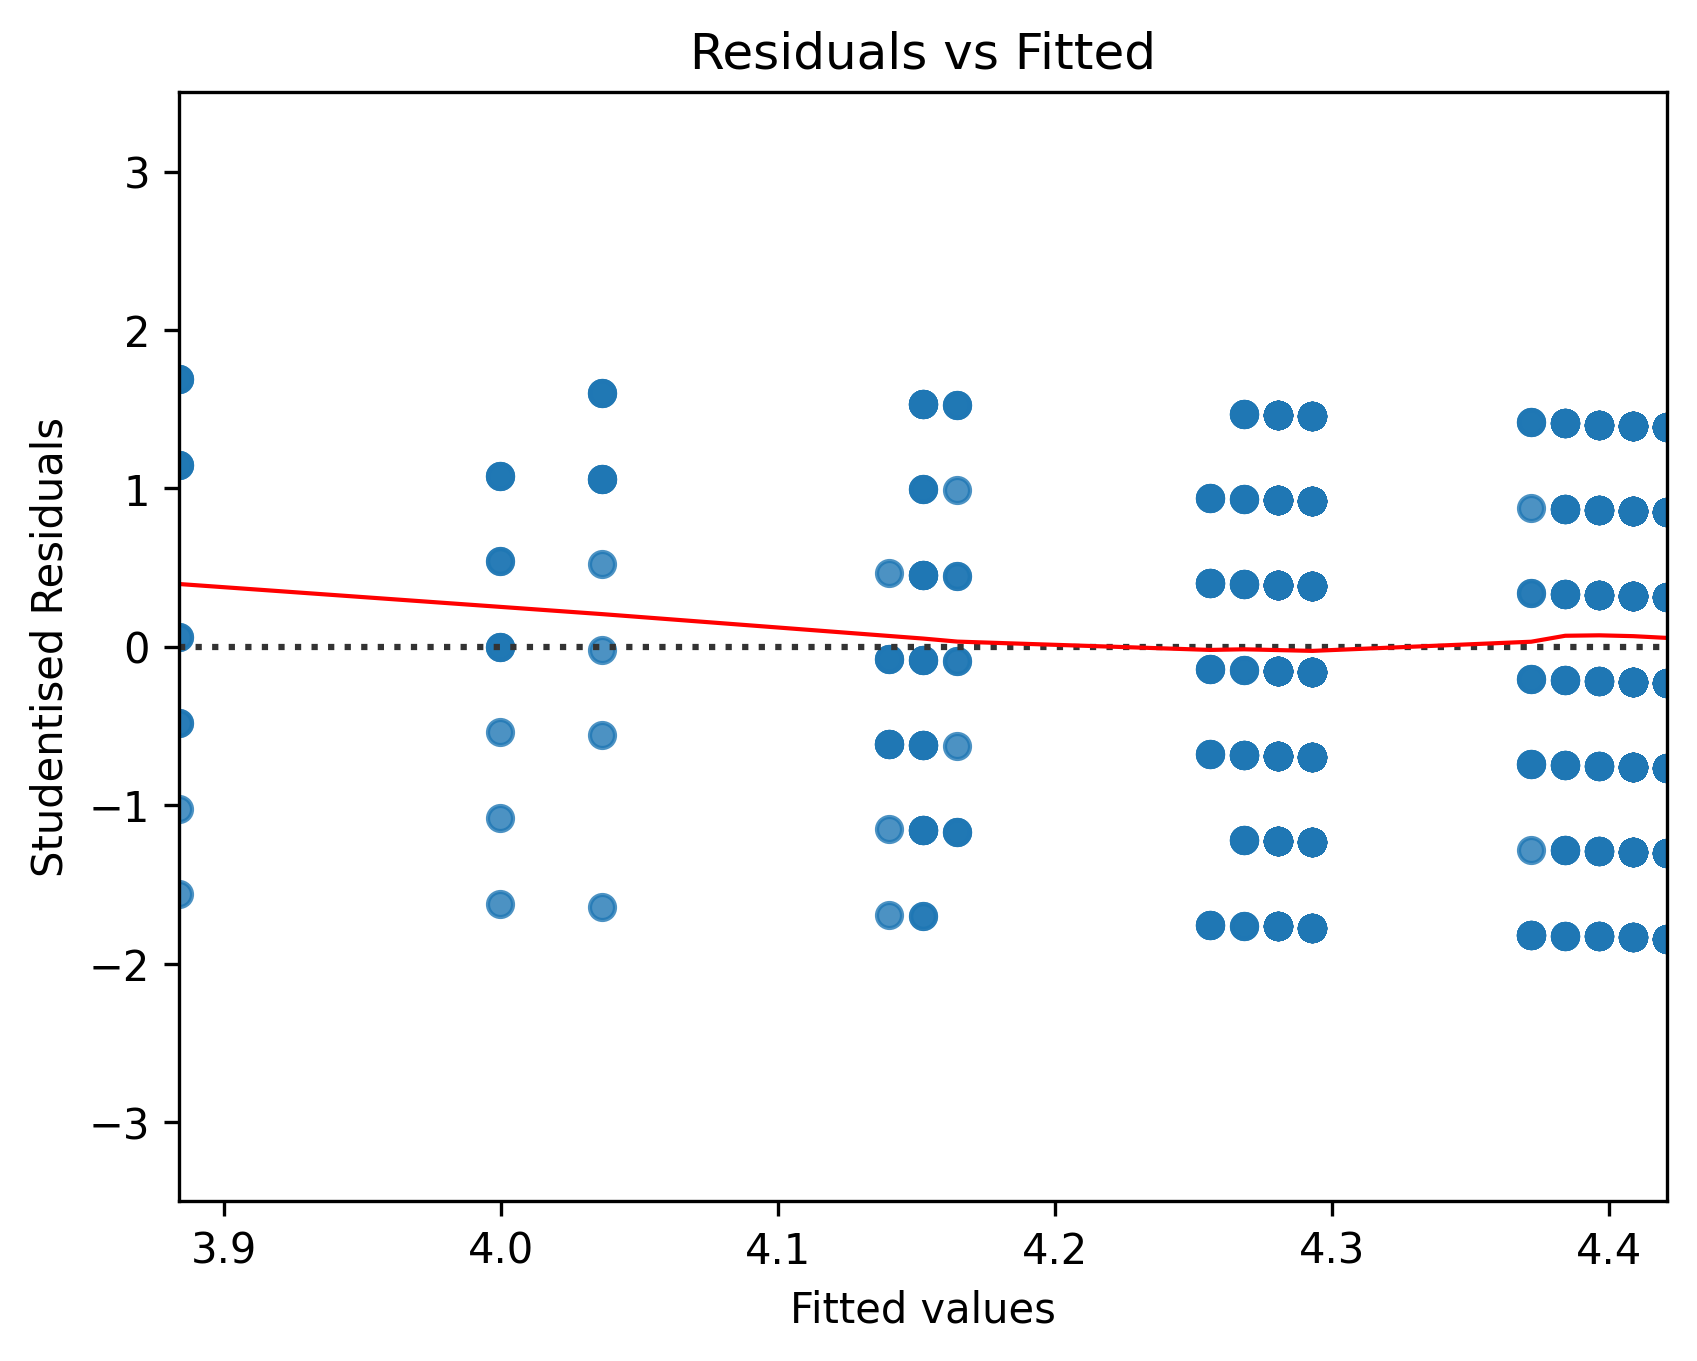 Residuals vs Fitted
3
2
1
0
−1
−2
−3
Studentised Residuals
3.9 4.0 4.1 4.2 4.3 4.4
Fitted values